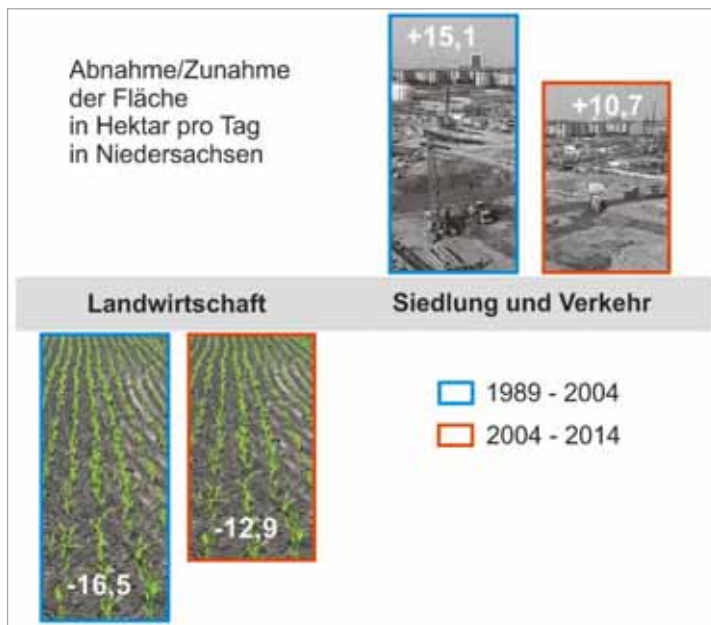 Abnahme/Zunahme
der Fläche
in Hektar pro Tag
in Niedersachsen
+15,1
+10,7
Landwirtschaft
Siedlung und Verkehr
1989 - 2004
2004 - 2014
-12,9
-16,5